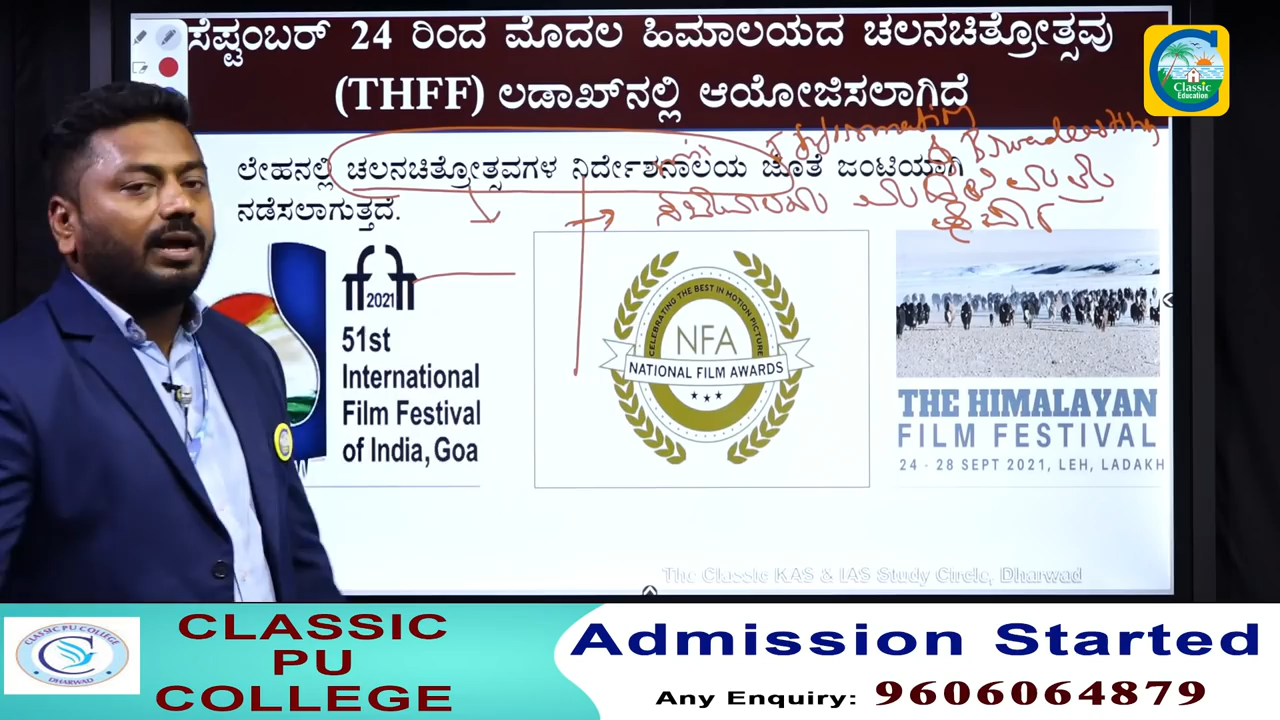 ಸೆಪ್ಟಂಬರ್ 24 ರಿಂದ ಮೊದಲ ಹಿಮಾಲಯದ ಚಲನಚಿತ್ರೋತ್ಸವು
(THFF) ಲಡಾಖ್‌ನಲ್ಲಿ ಆಯೋಜಿಸಲಾಗಿದೆ
Classic
Education
Information
& Broadcasting
ಲೇಹನಲ್ಲಿ ಚಲನಚಿತ್ರೋತ್ಸವಗಳ ನಿರ್ದೇಶನಾಲಯ ಜೊತೆ ಜಂಟಿಯಾಗಿ
ನಡೆಸಲಾಗುತ್ತದೆ.
2021
51st
International
Film Festival
of India, Goa
CELEBRATING THE BEST IN MOTION PICTURE
NFA
NATIONAL FILM AWARDS
THE HIMALAYAN
FILM FESTIVAL
24 - 28 SEPT 2021, LEH, LADAKH
The Classic KAS & IAS Study Circle, Dharwad
CLASSIC PU COLLEGE
DHARWAD
CLASSIC
PU
COLLEGE
Admission Started
Any Enquiry: 9606064879